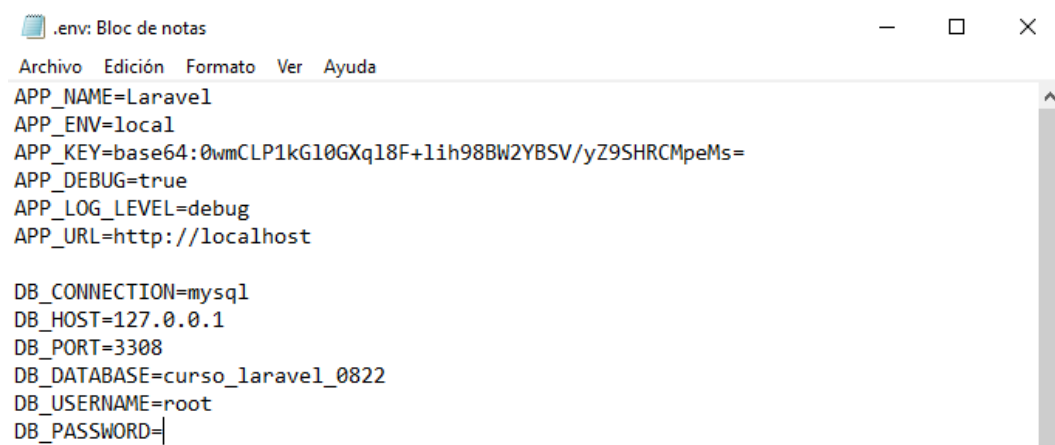 .env: Bloc de notas
Archivo Edición Formato Ver Ayuda
APP_NAME=Laravel
APP_ENV=local
APP_KEY=base64:0wmCLP1kGl0GXql8F+lih98BW2YBSV/yZ9SHRCMpeMs=
APP_DEBUG=true
APP_LOG_LEVEL=debug
APP_URL=http://localhost
DB_CONNECTION=mysql
DB_HOST=127.0.0.1
DB_PORT=3308
DB_DATABASE=curso_laravel_0822
DB_USERNAME=root
DB_PASSWORD=